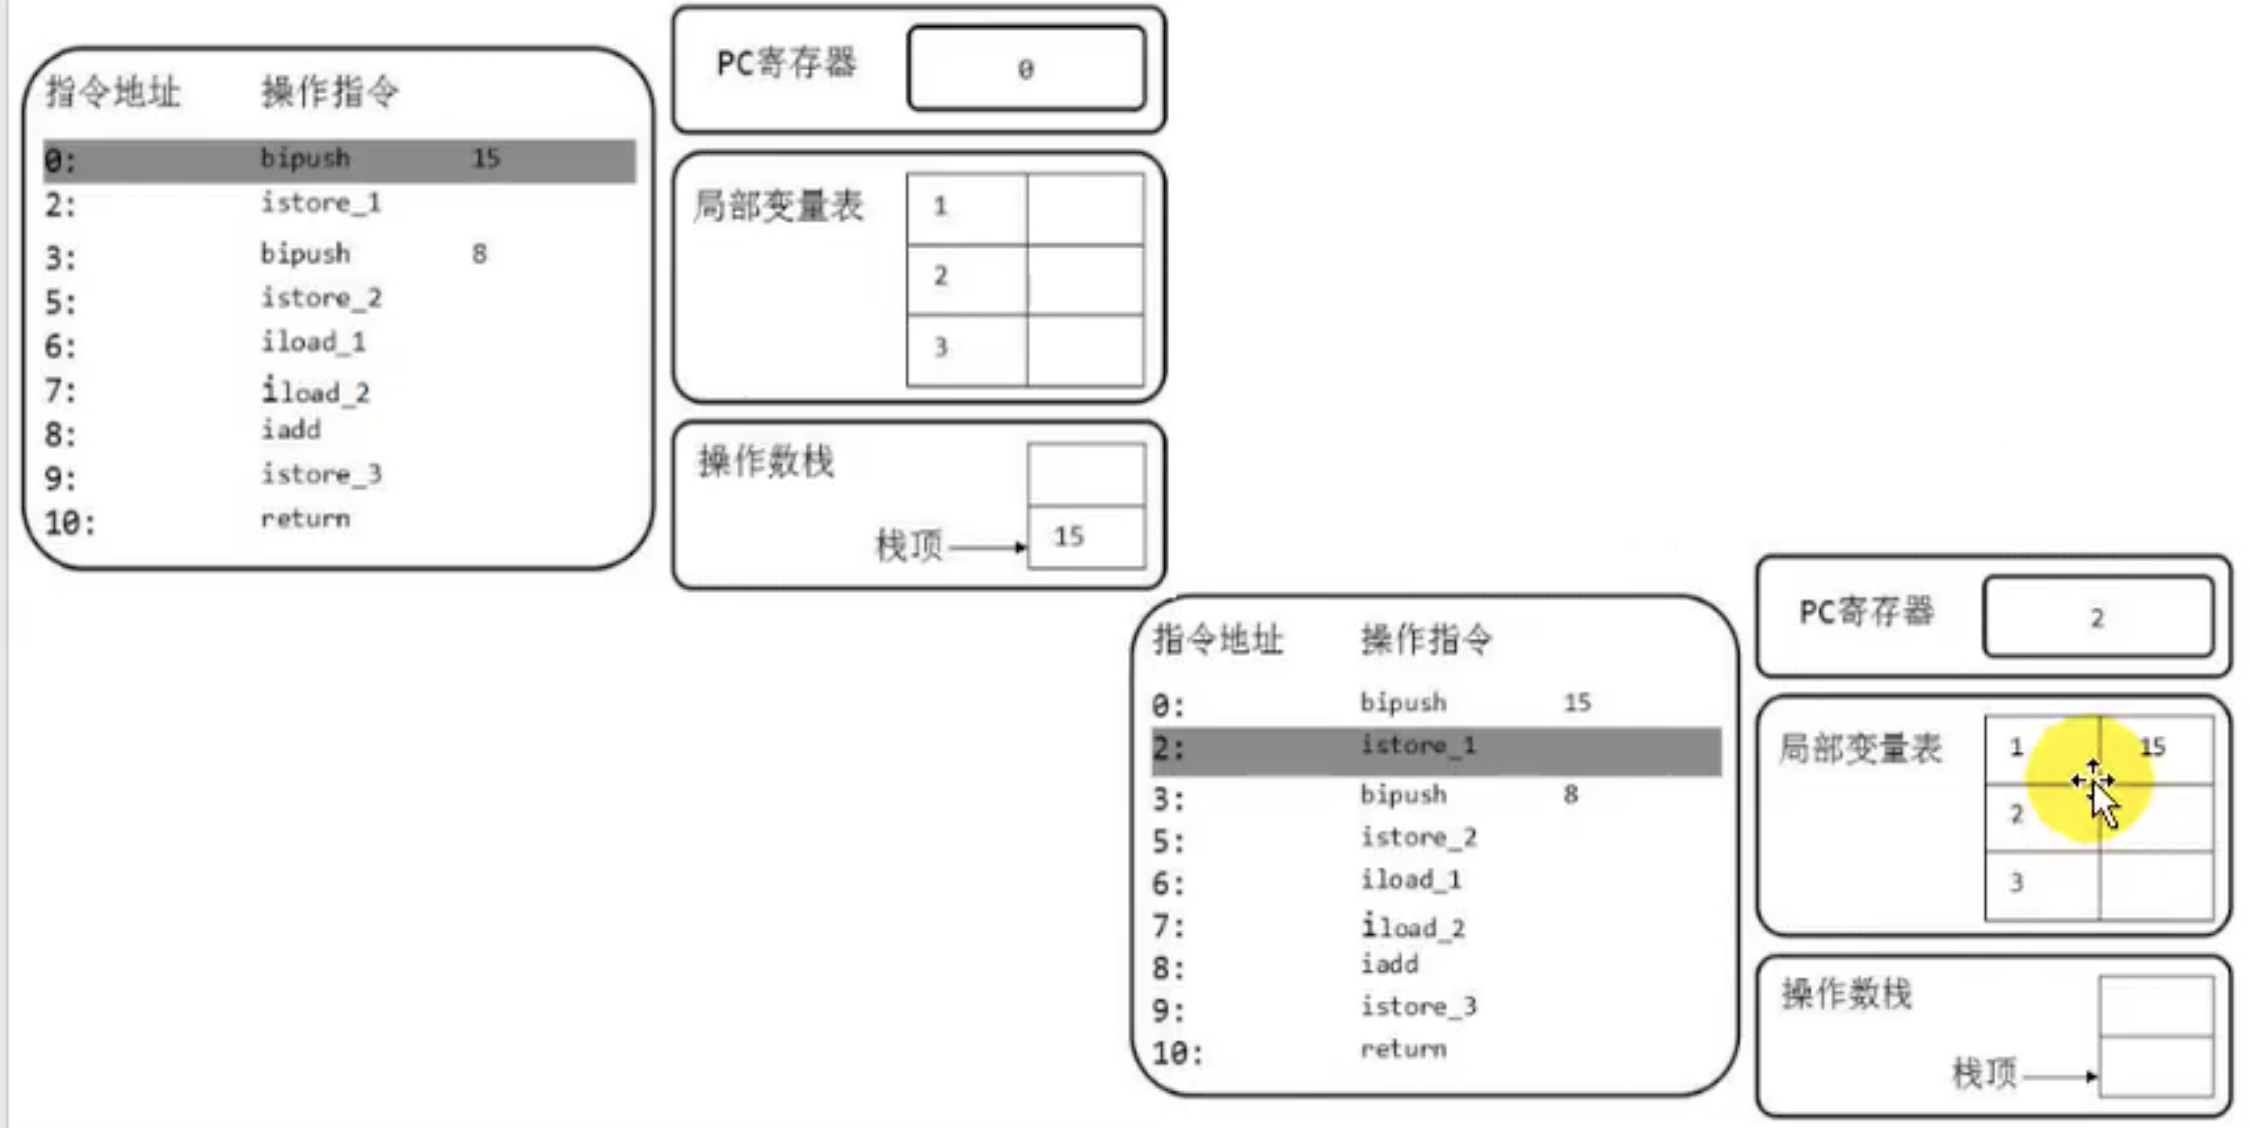 指令地址 操作指令
0: bipush 15
2: istore_1
3: bipush 8
5: istore_2
6: iload_1
7: iload_2
8: iadd
9: istore_3
10: return
PC寄存器 0
局部变量表 1
2
3
操作数栈
栈顶 15
指令地址 操作指令
0: bipush 15
2: istore_1
3: bipush 8
5: istore_2
6: iload_1
7: iload_2
8: iadd
9: istore_3
10: return
PC寄存器 2
局部变量表 1 15
2
3
操作数栈
栈顶